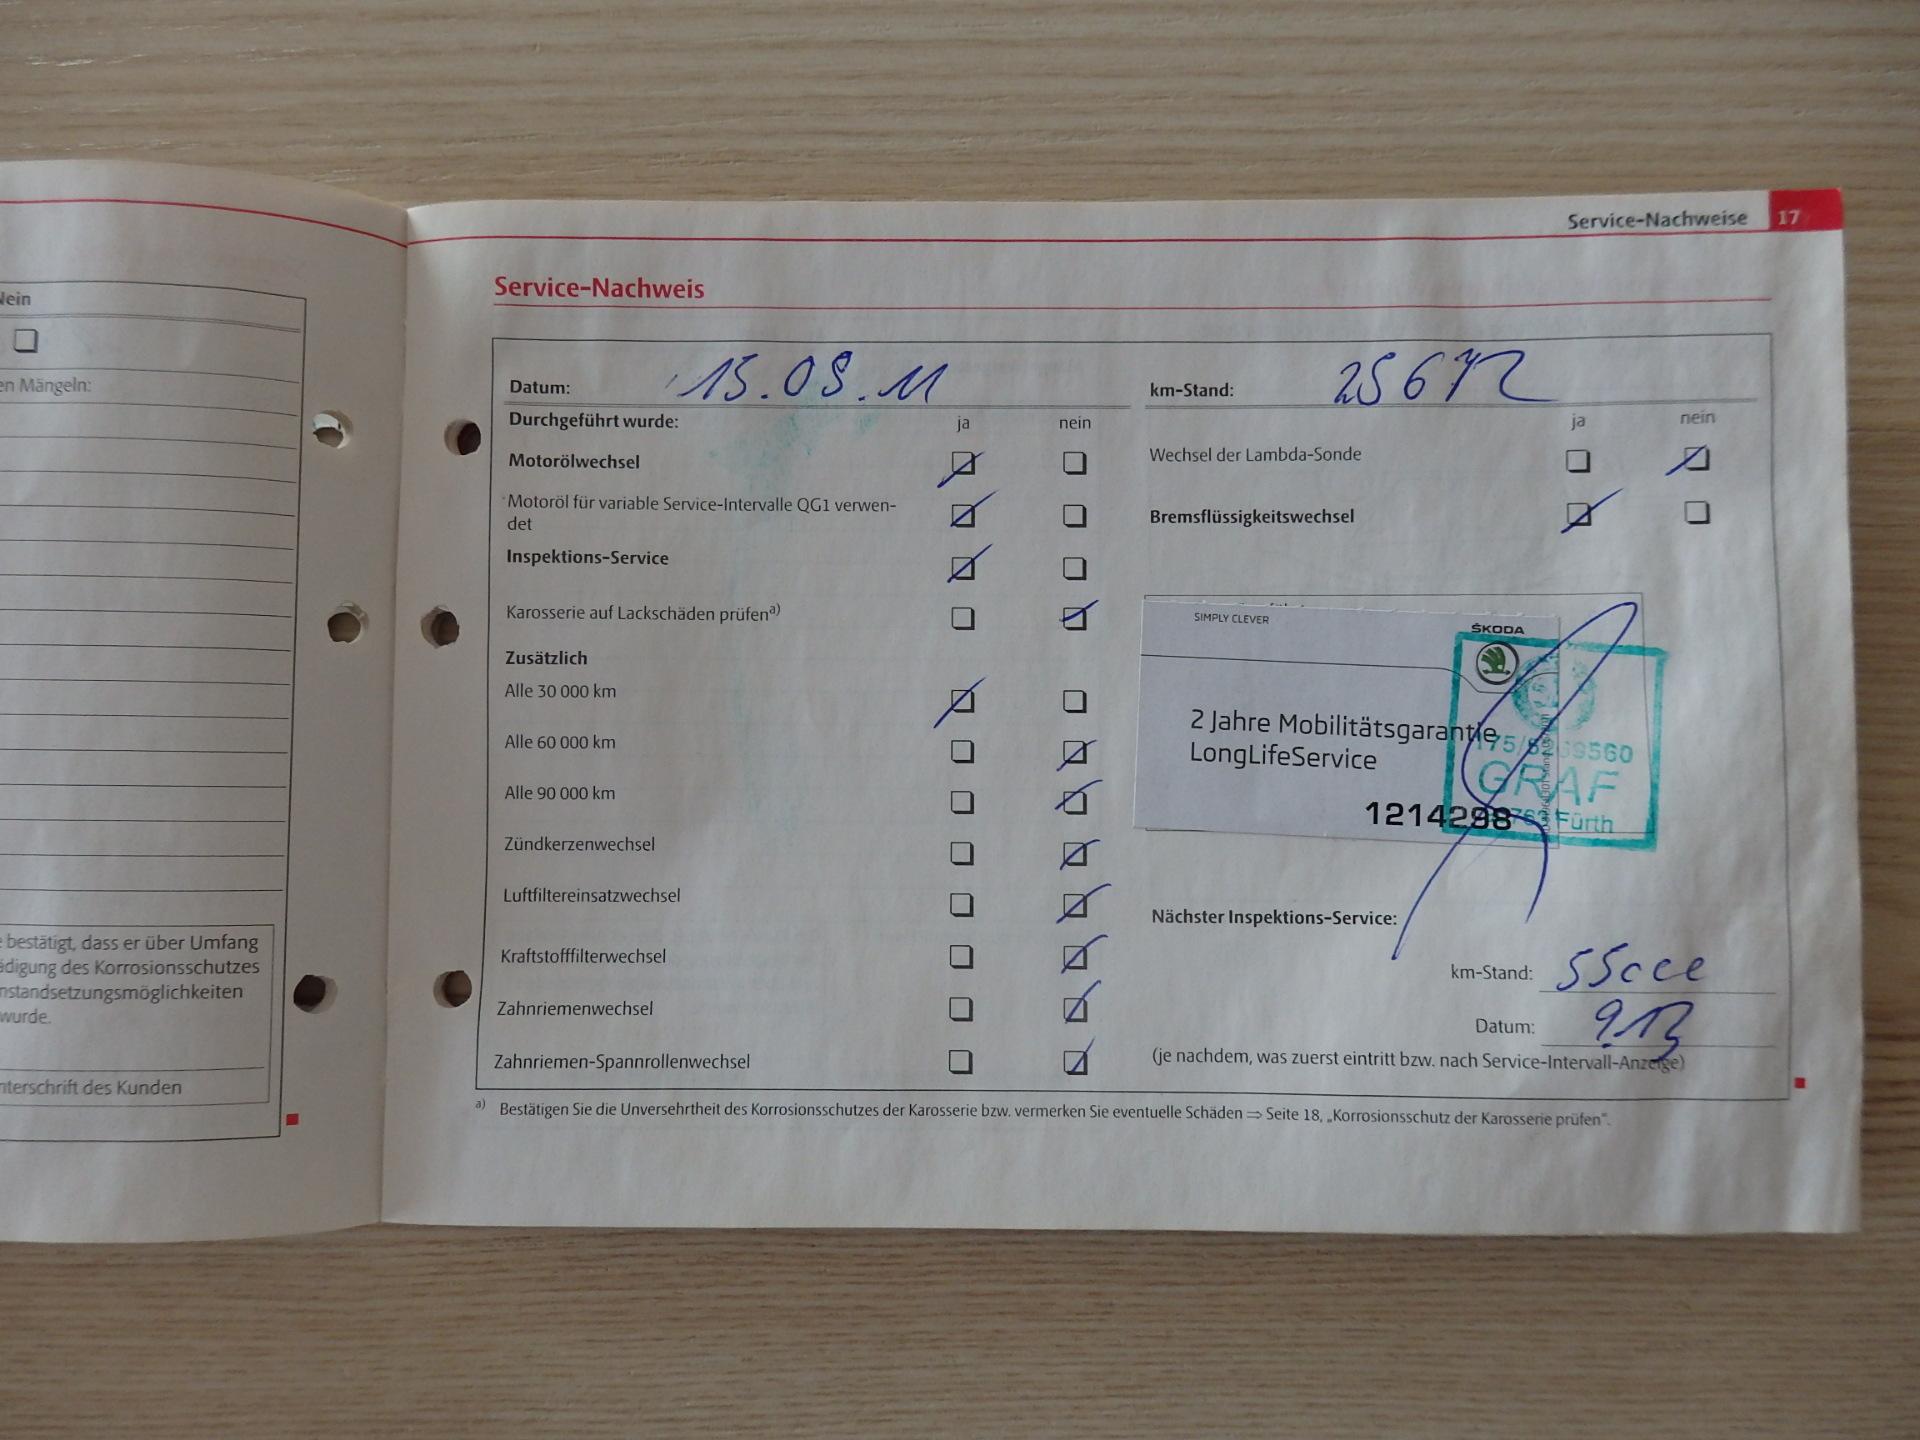 Service-Nachweise 17
Nein
en Mängeln:
e bestätigt, dass er über Umfang
ädigung des Korrosionsschutzes
nstandsetzungsmöglichkeiten
wurde.
nterschrift des Kunden
Service-Nachweis
Datum: 15.09.11
Durchgeführt wurde: ja nein
Motorölwechsel
Motoröl für variable Service-Intervalle QG1 verwen-
det
Inspektions-Service
Karosserie auf Lackschäden prüfen a)
Zusätzlich
Alle 30 000 km
Alle 60 000 km
Alle 90 000 km
Zündkerzenwechsel
Luftfiltereinsatzwechsel
Kraftstofffilterwechsel
Zahnriemenwechsel
Zahnriemen-Spannrollenwechsel
km-Stand: 25672
ja nein
Wechsel der Lambda-Sonde
Bremsflüssigkeitswechsel
SIMPLY CLEVER
ŠKODA
2 Jahre Mobilitätsgarantie
LongLifeService
1214298
GRAF
Fürth
Nächster Inspektions-Service:
km-Stand: 55000
Datum: 9.13
(je nachdem, was zuerst eintritt bzw. nach Service-Intervall-Anzeige)
a) Bestätigen Sie die Unversehrtheit des Korrosionsschutzes der Karosserie bzw. vermerken Sie eventuelle Schäden ⇒ Seite 18, „Korrosionsschutz der Karosserie prüfen“.